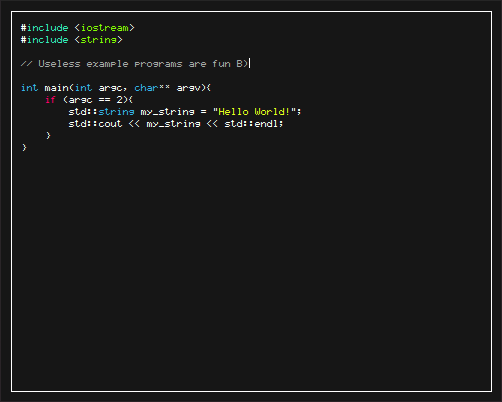 #include <iostream>
#include <string>
// Useless example programs are fun B)
int main(int argc, char** argv){
if (argc == 2){
std::string my_string = "Hello World!";
std::cout << my_string << std::endl;
}
}